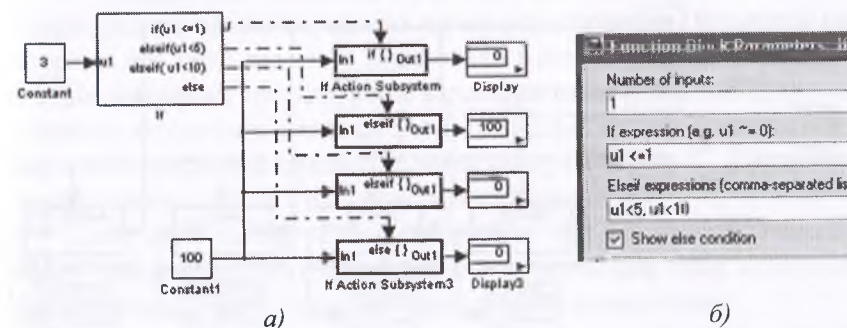 if(u1 <=1)
elseif(u1<5)
elseif( u1<10)
else
u1
If
3
Constant
In1 if { } Out1
If Action Subsystem
0
Display
In1 elseif { } Out1
100
In1 elseif { } Out1
0
100
Constant1
In1 else { } Out1
If Action Subsystem3
0
Display3
а)
Function Block Parameters:
Number of inputs:
1
If expression (e.g. u1 ~= 0):
u1 <=1
Elseif expressions (comma-separated lis
u1<5, u1<10
Show else condition
б)